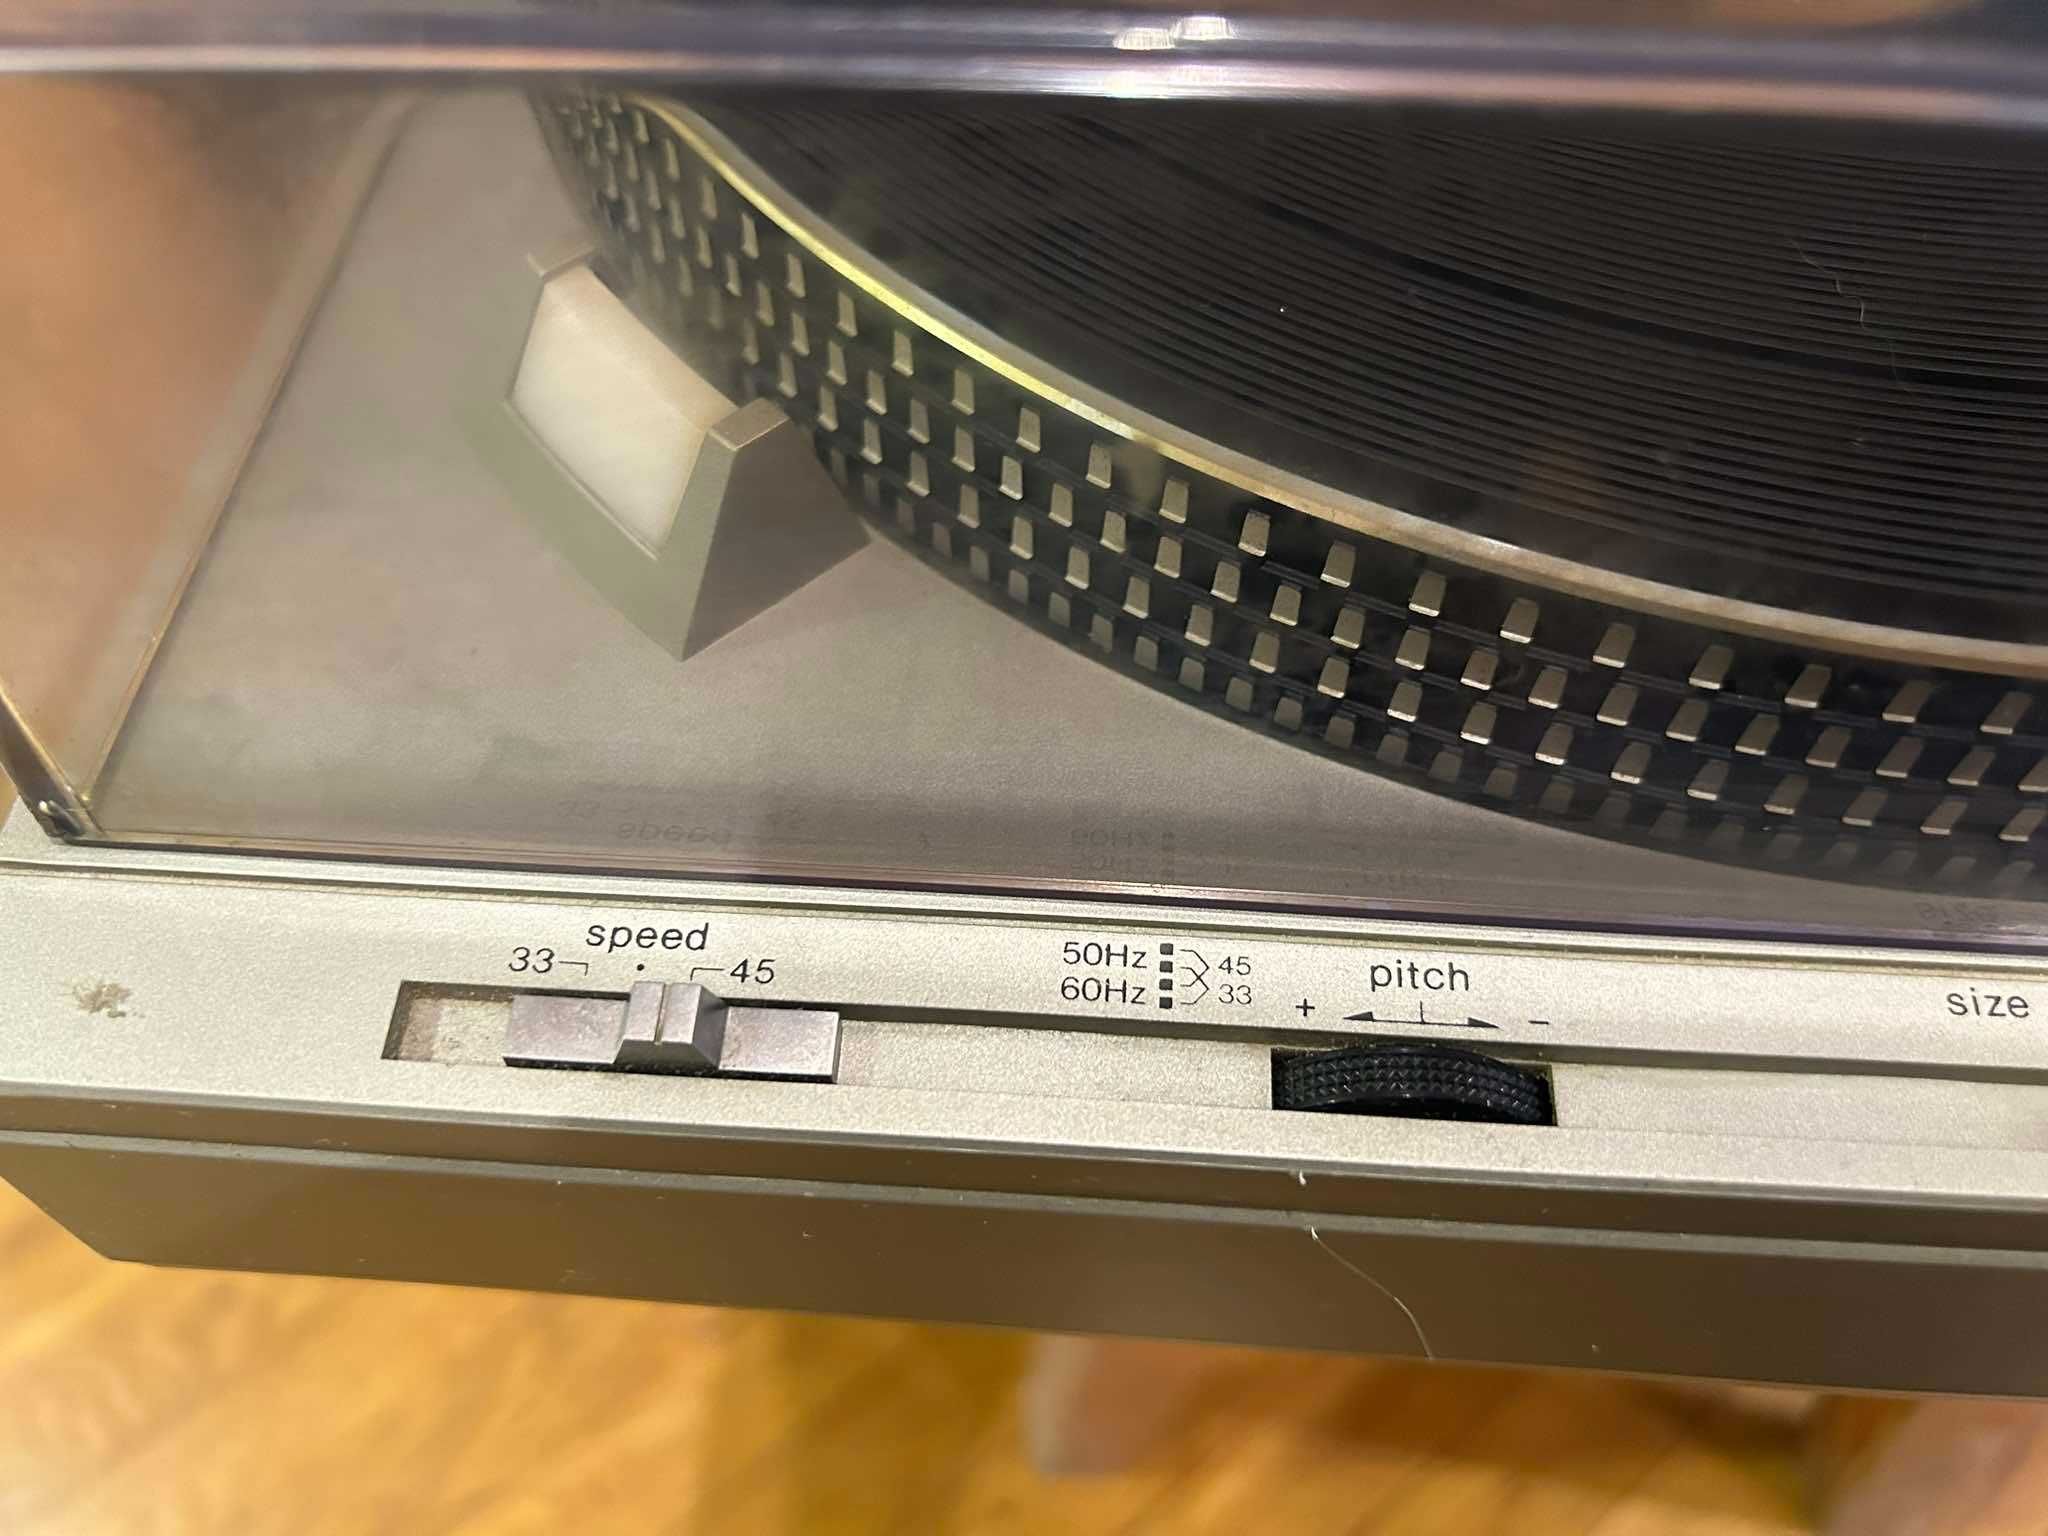 speed
33 45
50Hz 45
60Hz 33
pitch
+ -
size